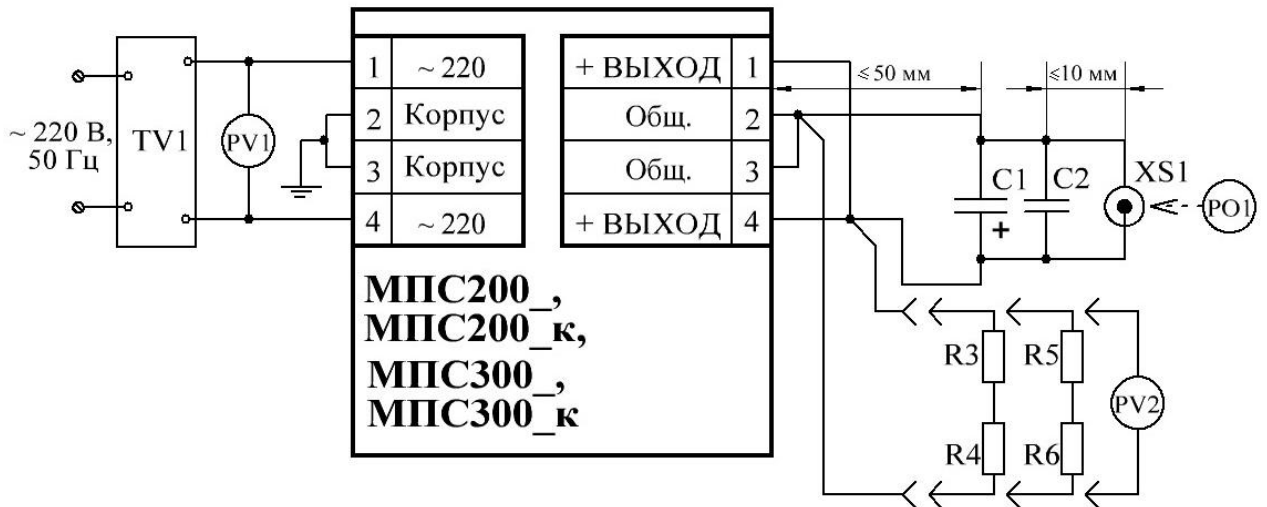 ~ 220 В,
50 Гц
TV1
PV1
1 ~ 220
2 Корпус
3 Корпус
4 ~ 220
+ ВЫХОД 1
Общ. 2
Общ. 3
+ ВЫХОД 4
МПС200_,
МПС200_к,
МПС300_,
МПС300_к
≤ 50 мм
≤10 мм
C1
+
C2
XS1
PO1
R3
R5
R4
R6
PV2